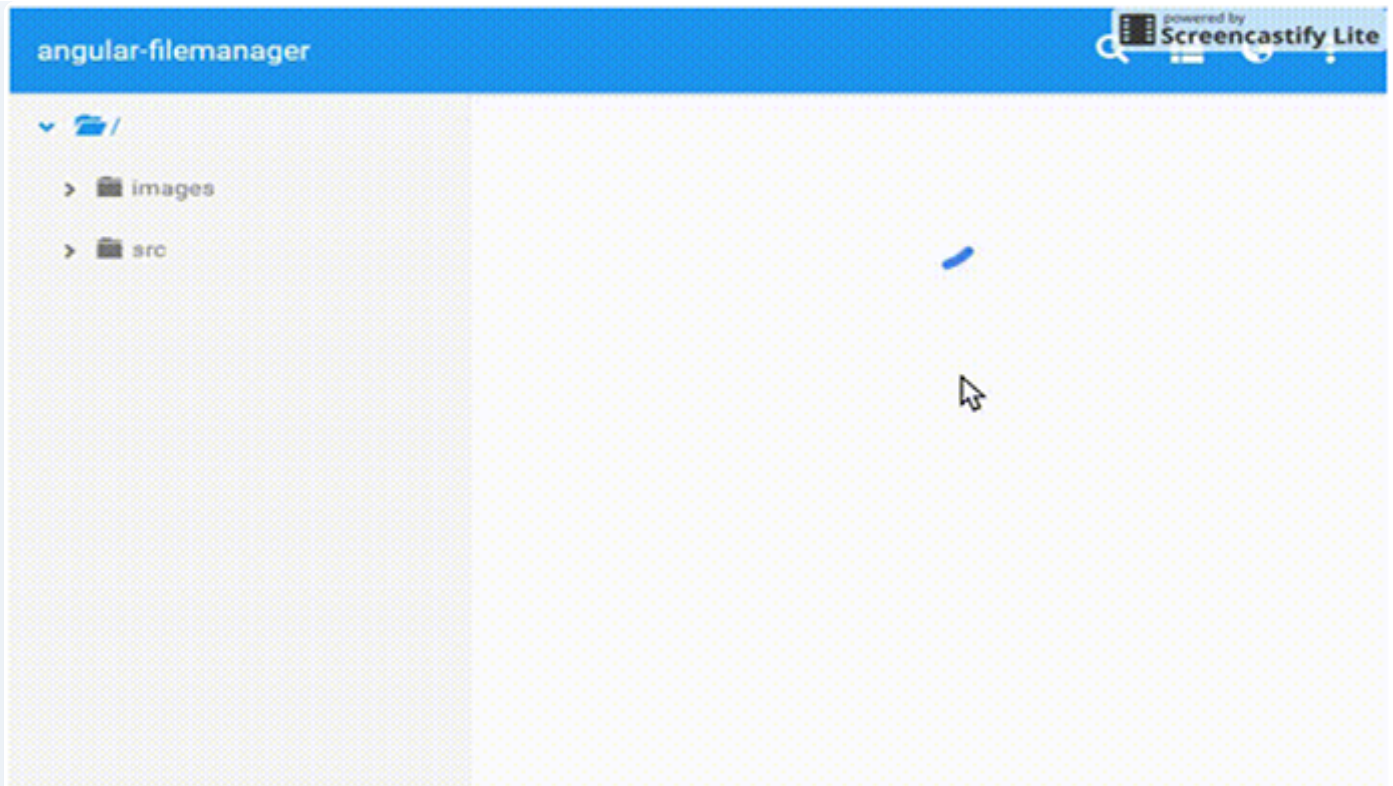 angular-filemanager
powered by
Screencastify Lite
/
images
src